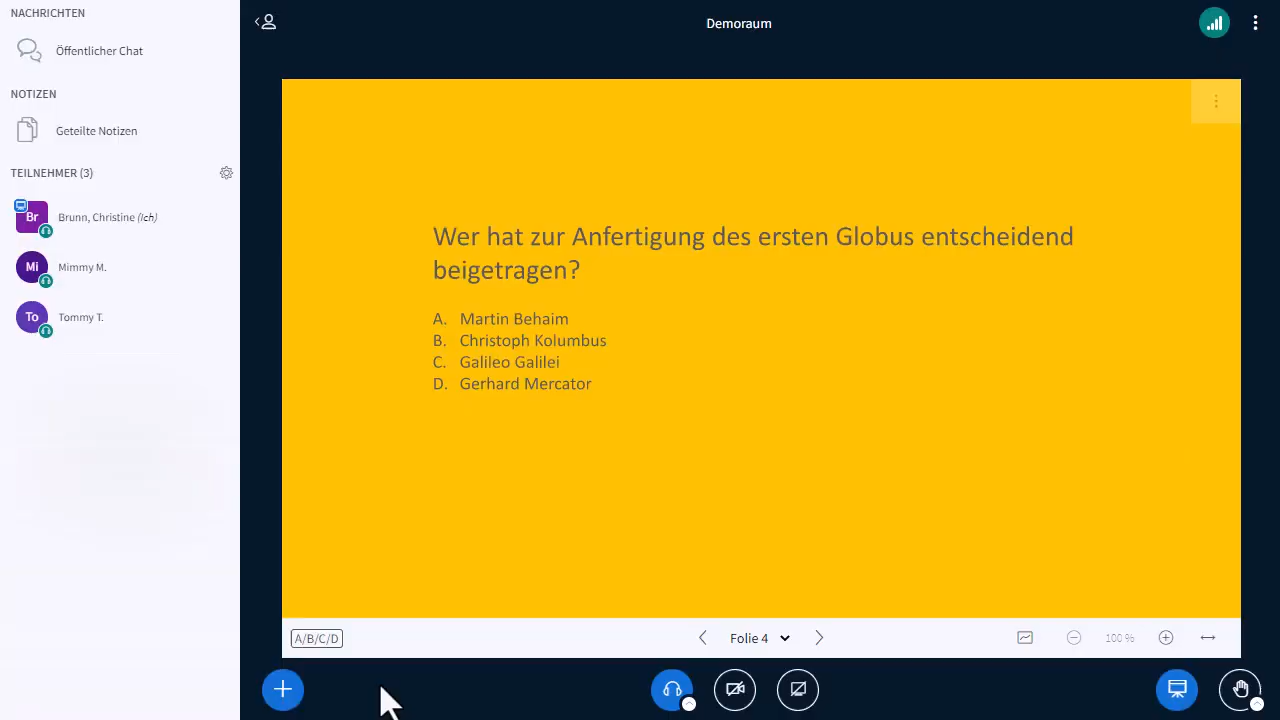 NACHRICHTEN
Öffentlicher Chat
NOTIZEN
Geteilte Notizen
TEILNEHMER (3)
Br Brunn, Christine (Ich)
Mi Mimmy M.
To Tommy T.
Demoraum
Wer hat zur Anfertigung des ersten Globus entscheidend
beigetragen?
A. Martin Behaim
B. Christoph Kolumbus
C. Galileo Galilei
D. Gerhard Mercator
A/B/C/D Folie 4 100 %